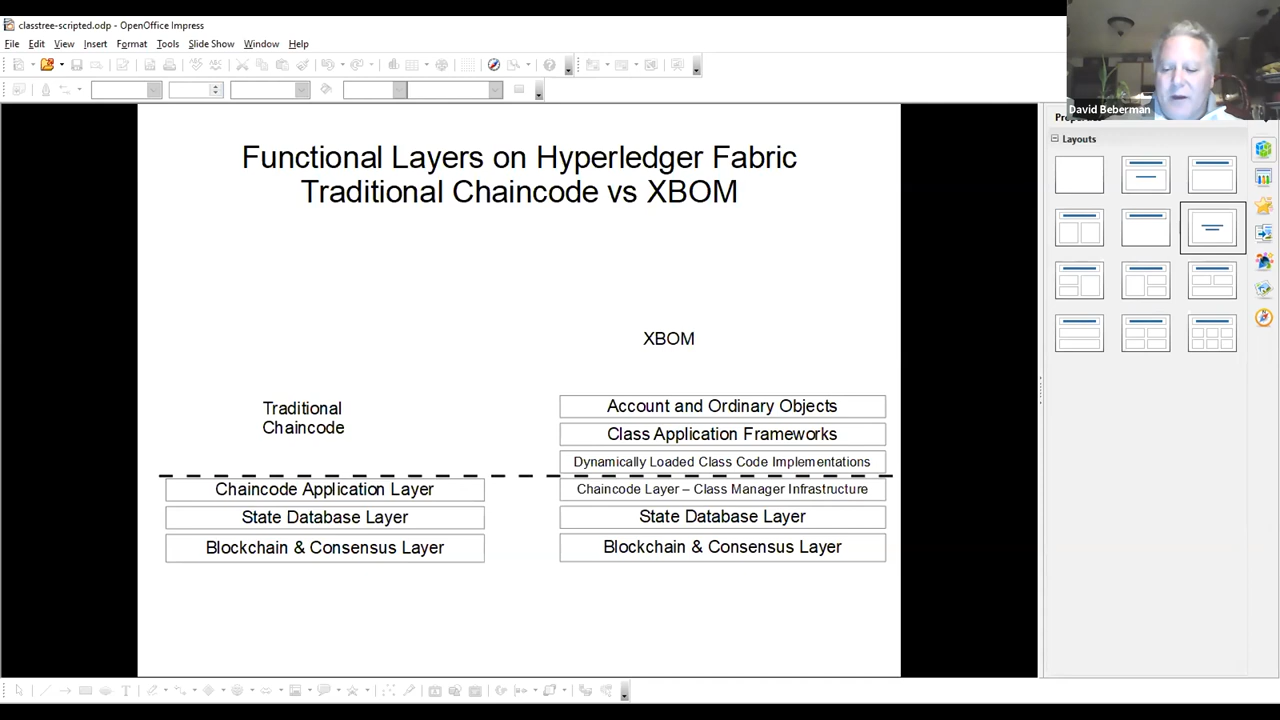 classtree-scripted.odp - OpenOffice Impress
File Edit View Insert Format Tools Slide Show Window Help
David Beberman
Layouts
Functional Layers on Hyperledger Fabric
Traditional Chaincode vs XBOM
XBOM
Traditional
Chaincode
Account and Ordinary Objects
Class Application Frameworks
Dynamically Loaded Class Code Implementations
Chaincode Application Layer
Chaincode Layer – Class Manager Infrastructure
State Database Layer
State Database Layer
Blockchain & Consensus Layer
Blockchain & Consensus Layer